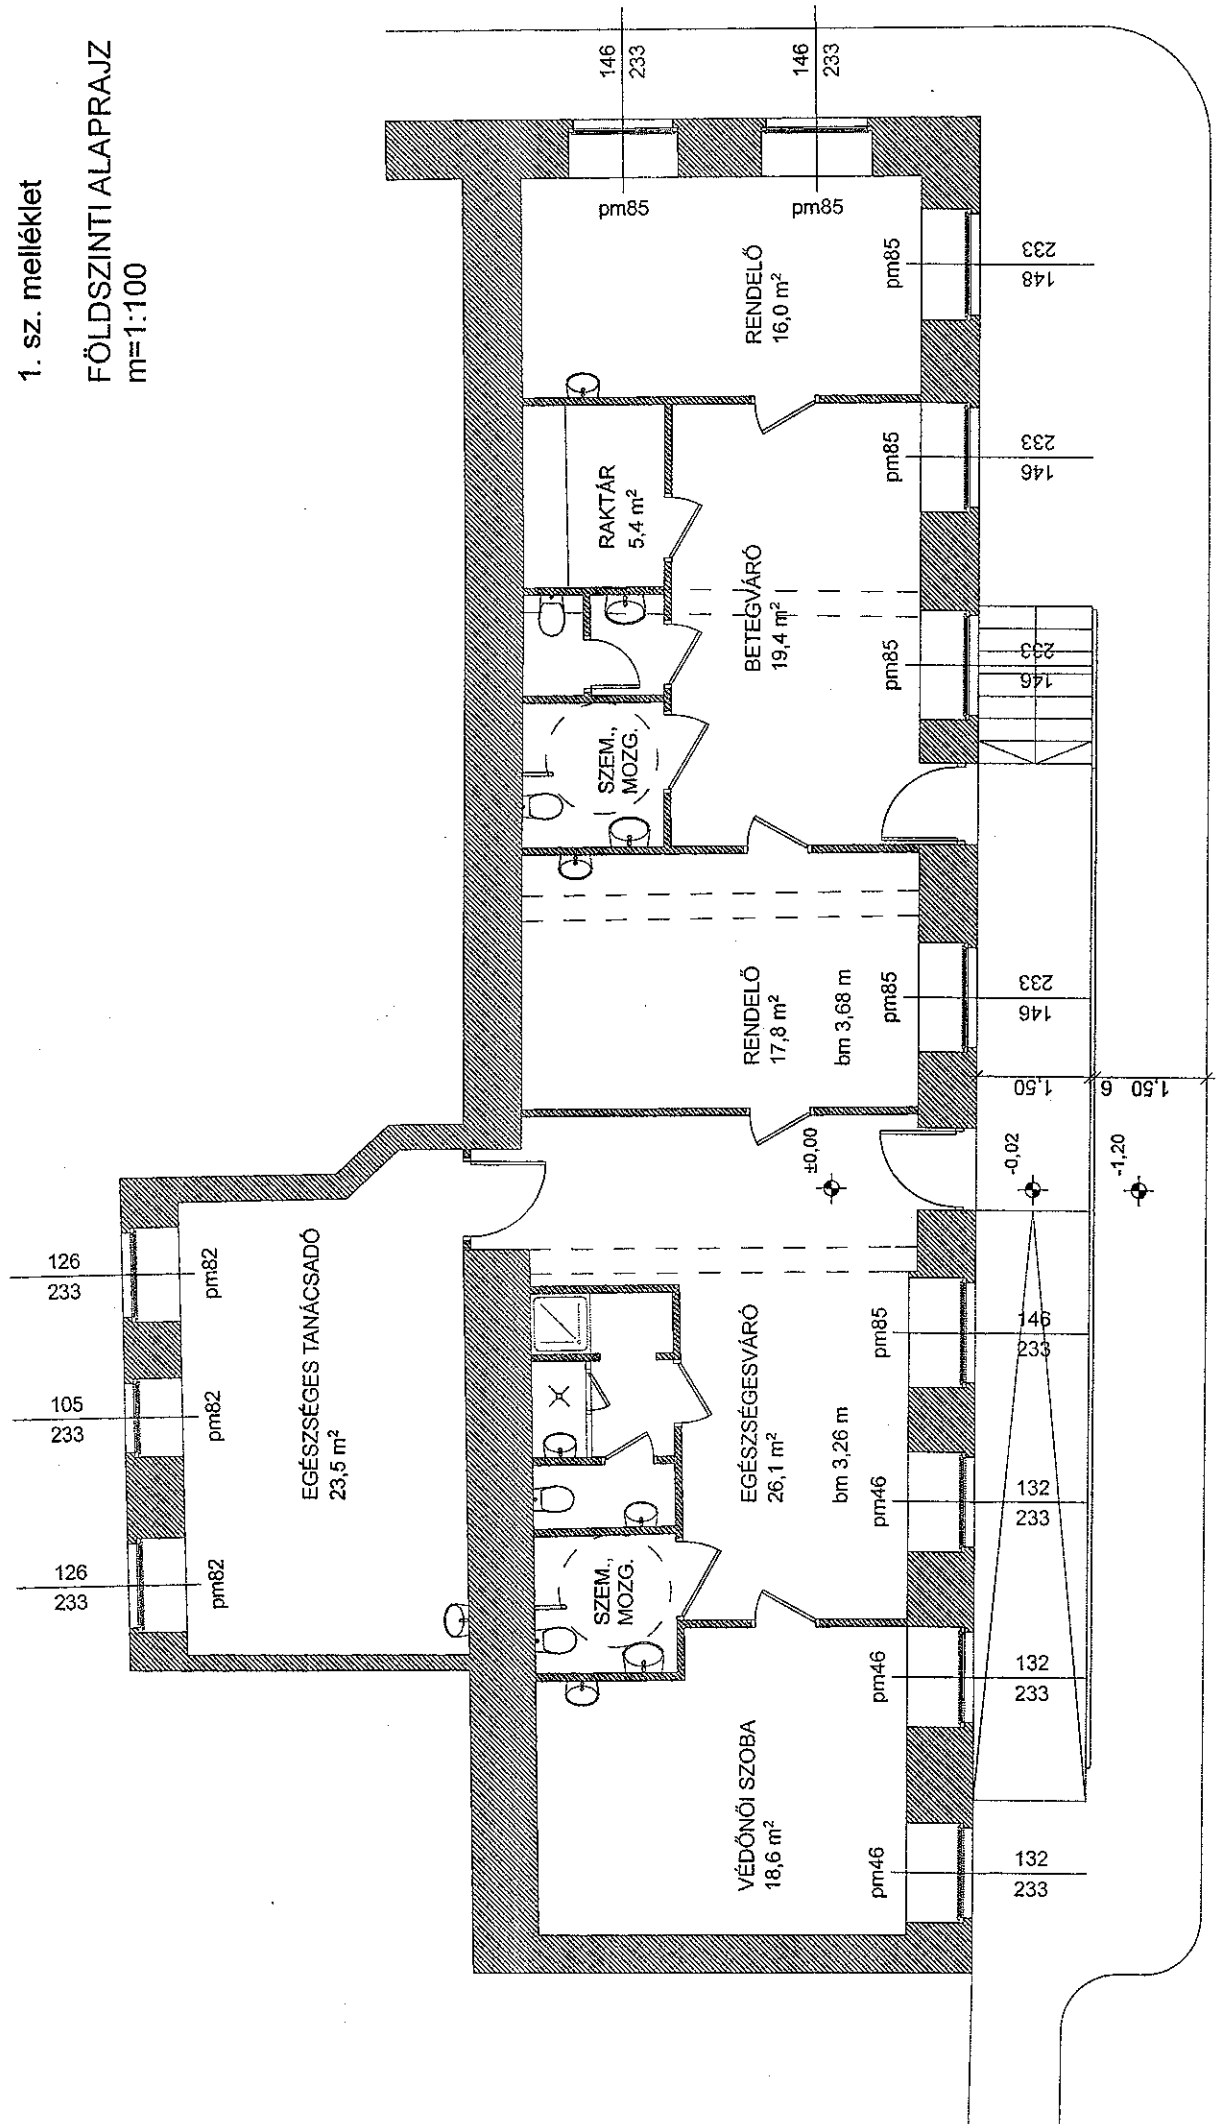 1. sz. melléklet
FÖLDSZINTI ALAPRAJZ
m=1:100
126
233
pm82
105
233
pm82
126
233
pm82
EGÉSZSÉGES TANÁCSADÓ
23,5 m²
146
233
pm85
146
233
pm85
RENDELŐ
16,0 m²
pm85
233
148
RAKTÁR
5,4 m²
BETEGVÁRÓ
19,4 m²
pm85
233
146
pm85
233
146
SZEM.,
MOZG.
RENDELŐ
17,8 m²
bm 3,68 m
pm85
233
146
1,50
6
1,50
±0,00
-0,02
-1,20
EGÉSZSÉGESVÁRÓ
26,1 m²
bm 3,26 m
pm85
146
233
pm46
132
233
SZEM.,
MOZG.
pm46
132
233
VÉDŐNŐI SZOBA
18,6 m²
pm46
132
233